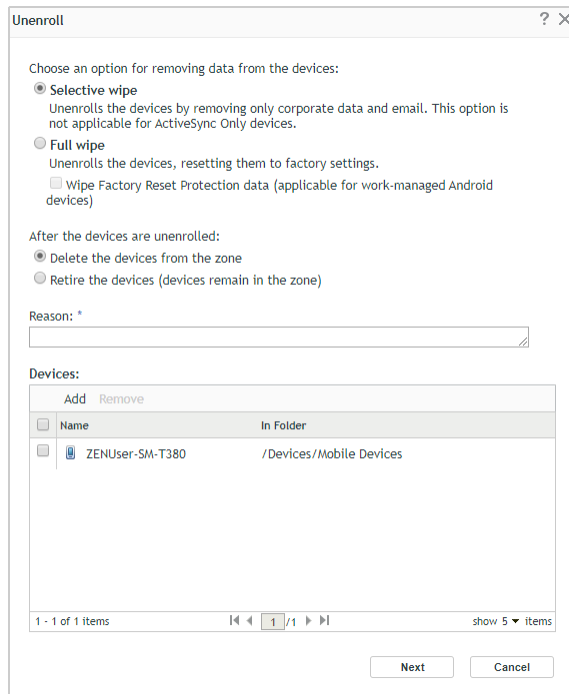 Unenroll ? X
Choose an option for removing data from the devices:
Selective wipe
Unenrolls the devices by removing only corporate data and email. This option is
not applicable for ActiveSync Only devices.
Full wipe
Unenrolls the devices, resetting them to factory settings.
Wipe Factory Reset Protection data (applicable for work-managed Android
devices)
After the devices are unenrolled:
Delete the devices from the zone
Retire the devices (devices remain in the zone)
Reason: *
Devices:
Add Remove
Name In Folder
ZENUser-SM-T380 /Devices/Mobile Devices
1 - 1 of 1 items 1 /1 show 5 items
Next Cancel